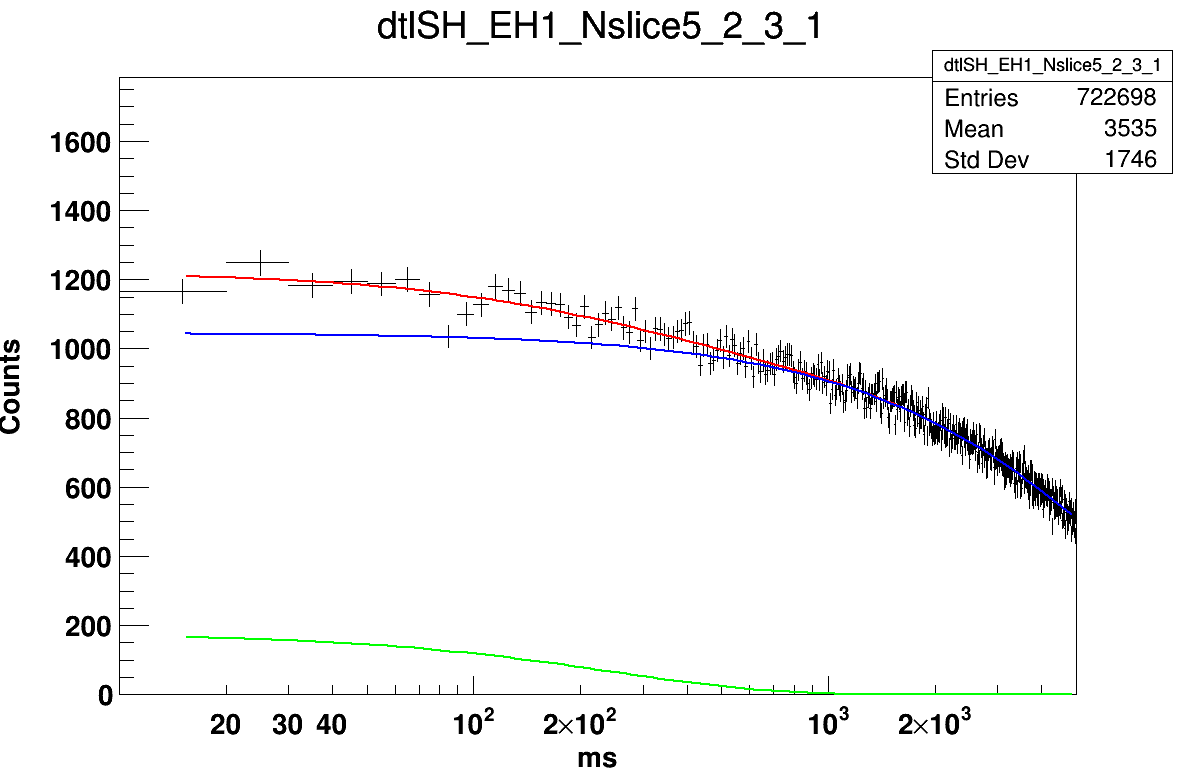 dtlSH_EH1_Nslice5_2_3_1
dtlSH_EH1_Nslice5_2_3_1
Entries 722698
Mean 3535
Std Dev 1746
Counts
1600
1400
1200
1000
800
600
400
200
0
20 30 40 10² 2×10² 10³ 2×10³
ms